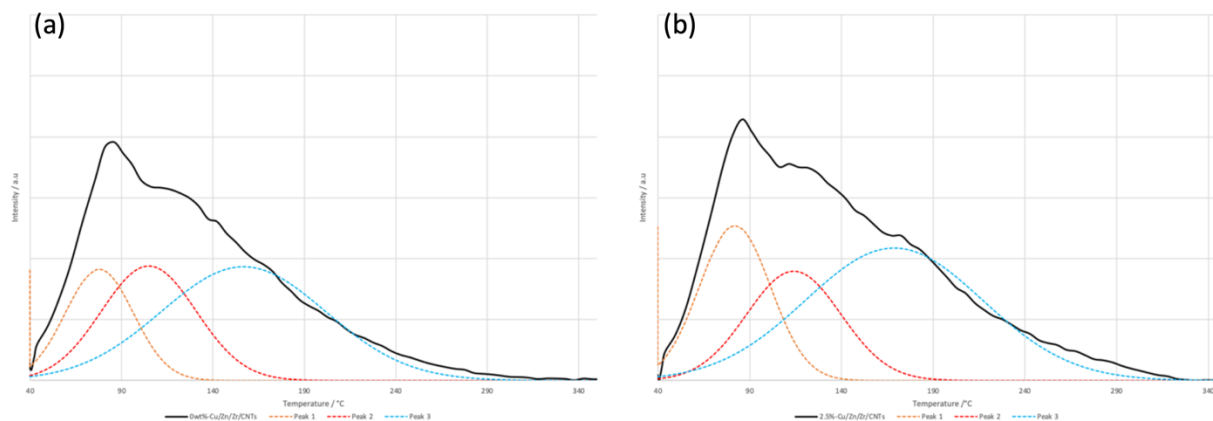 (a)
Intensity / a.u
40 90 140 190 240 290 340
Temperature /°C
0wt%-Cu/Zn/Zr/CNTs Peak 1 Peak 2 Peak 3
(b)
Intensity / a.u
40 90 140 190 240 290 340
Temperature /°C
2.5%-Cu/Zn/Zr/CNTs Peak 1 Peak 2 Peak 3